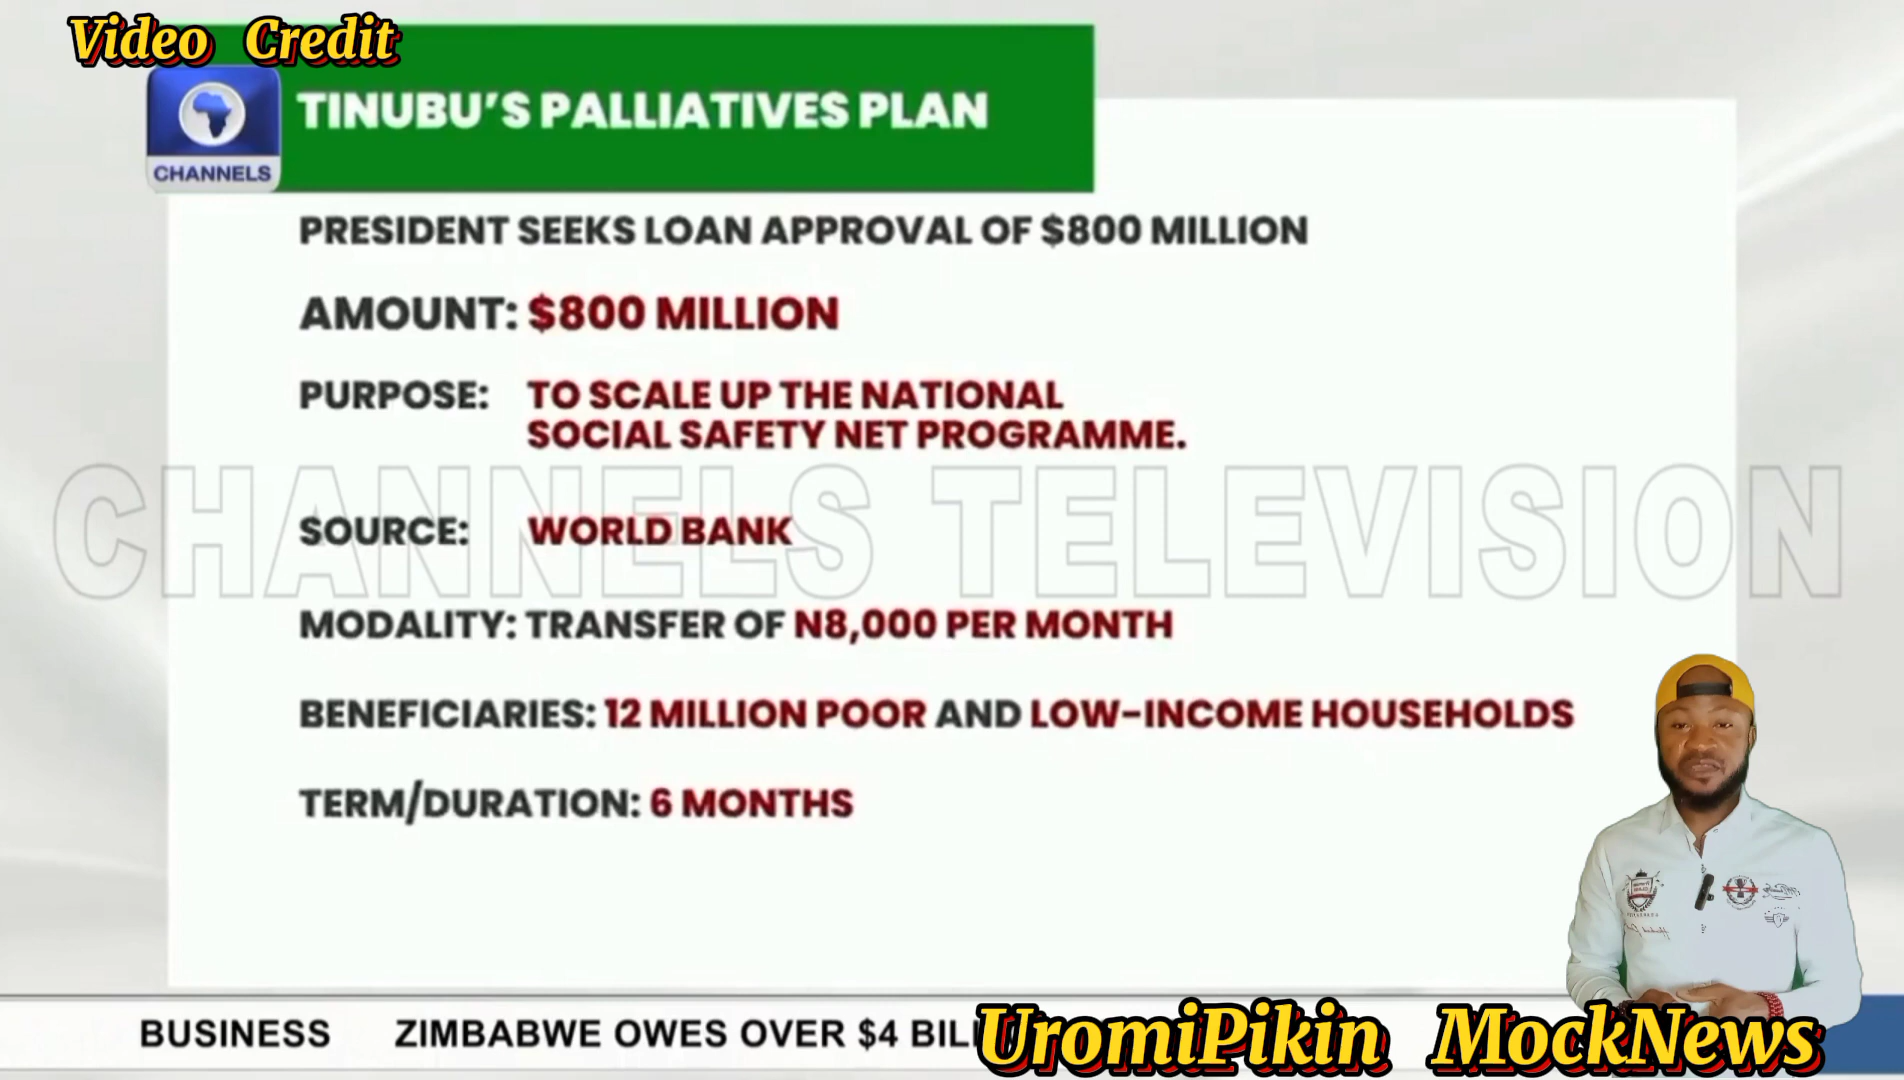 Video Credit
CHANNELS
TINUBU'S PALLIATIVES PLAN
PRESIDENT SEEKS LOAN APPROVAL OF $800 MILLION
AMOUNT: $800 MILLION
PURPOSE: TO SCALE UP THE NATIONAL
SOCIAL SAFETY NET PROGRAMME.
CHANNELS TELEVISION
SOURCE: WORLD BANK
MODALITY: TRANSFER OF N8,000 PER MONTH
BENEFICIARIES: 12 MILLION POOR AND LOW-INCOME HOUSEHOLDS
TERM/DURATION: 6 MONTHS
BUSINESS ZIMBABWE OWES OVER $4 BILL
UromiPikin MockNews